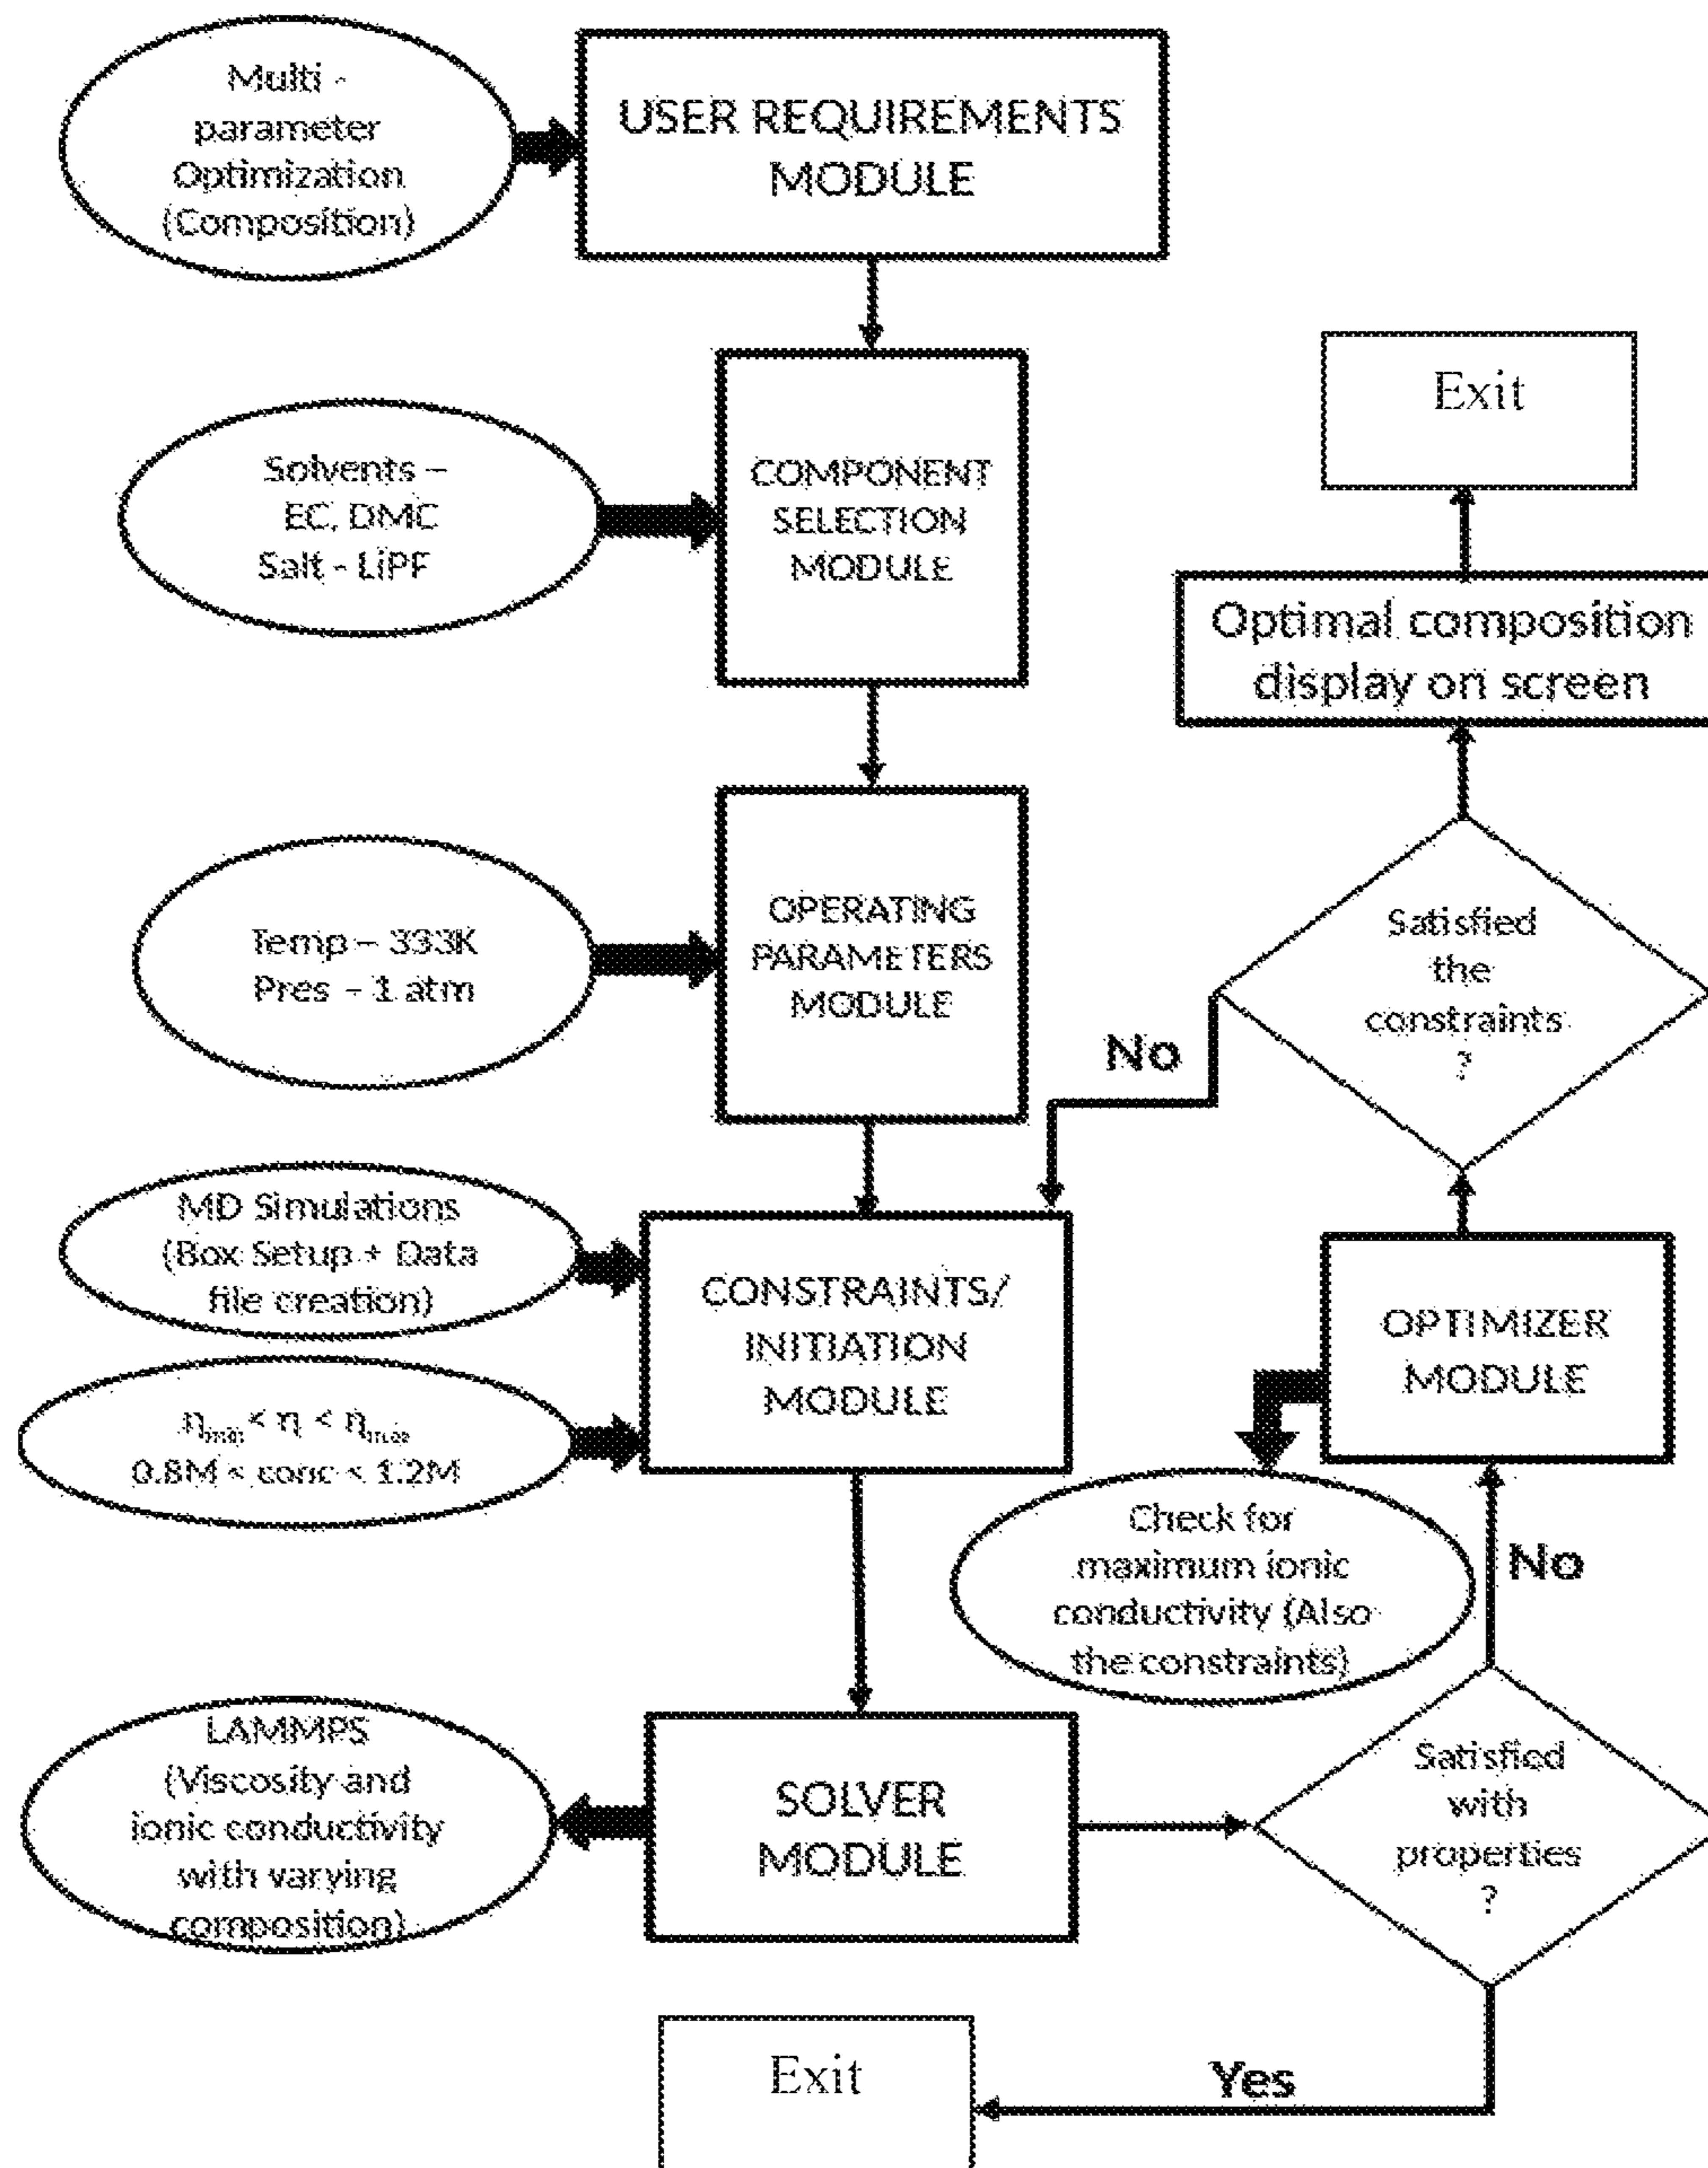 Multi -
parameter
Optimization
(Composition)
USER REQUIREMENTS
MODULE
Solvents –
EC, DMC
Salt - LiPF
COMPONENT
SELECTION
MODULE
Exit
Optimal composition
display on screen
Temp – 333K
Pres – 1 atm
OPERATING
PARAMETERS
MODULE
Satisfied
the
constraints
?
No
MD Simulations
(Box Setup + Data
file creation)
CONSTRAINTS/
INITIATION
MODULE
OPTIMIZER
MODULE
η < η < η
0.8M < conc < 1.2M
Check for
maximum ionic
conductivity (Also
the constraints)
No
LAMMPS
(Viscosity and
ionic conductivity
with varying
composition)
SOLVER
MODULE
Satisfied
with
properties
?
Exit
Yes